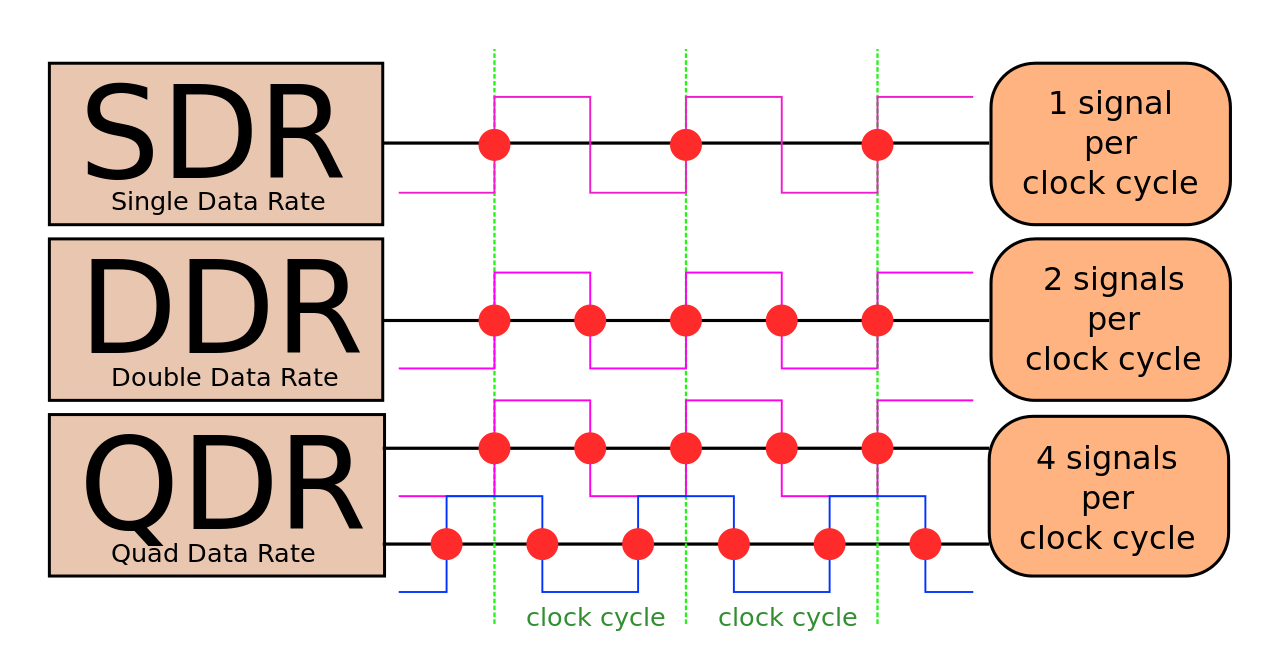 SDR
Single Data Rate
1 signal
per
clock cycle
DDR
Double Data Rate
2 signals
per
clock cycle
QDR
Quad Data Rate
4 signals
per
clock cycle
clock cycle
clock cycle